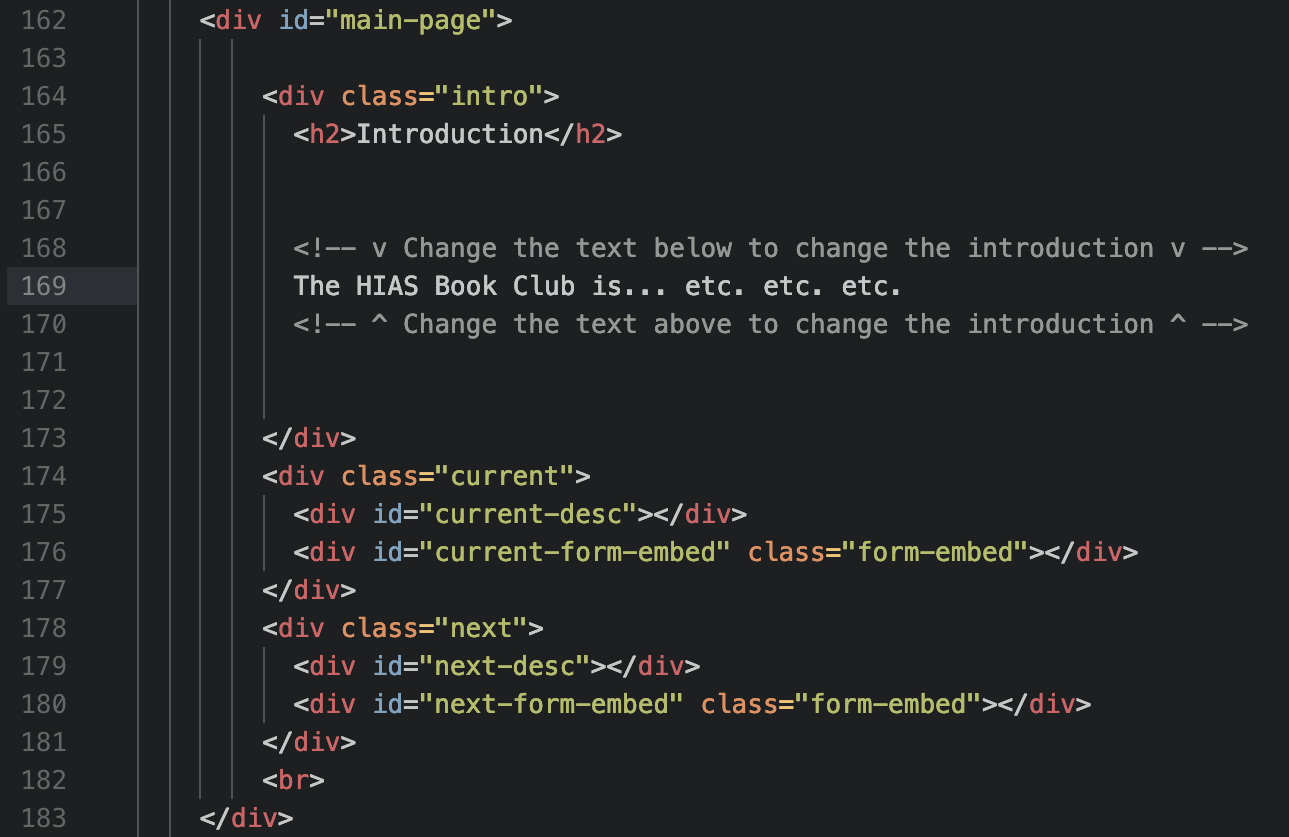 162 <div id="main-page">
163
164 <div class="intro">
165 <h2>Introduction</h2>
166
167
168 <!-- v Change the text below to change the introduction v -->
169 The HIAS Book Club is... etc. etc. etc.
170 <!-- ^ Change the text above to change the introduction ^ -->
171
172
173 </div>
174 <div class="current">
175 <div id="current-desc"></div>
176 <div id="current-form-embed" class="form-embed"></div>
177 </div>
178 <div class="next">
179 <div id="next-desc"></div>
180 <div id="next-form-embed" class="form-embed"></div>
181 </div>
182 <br>
183 </div>